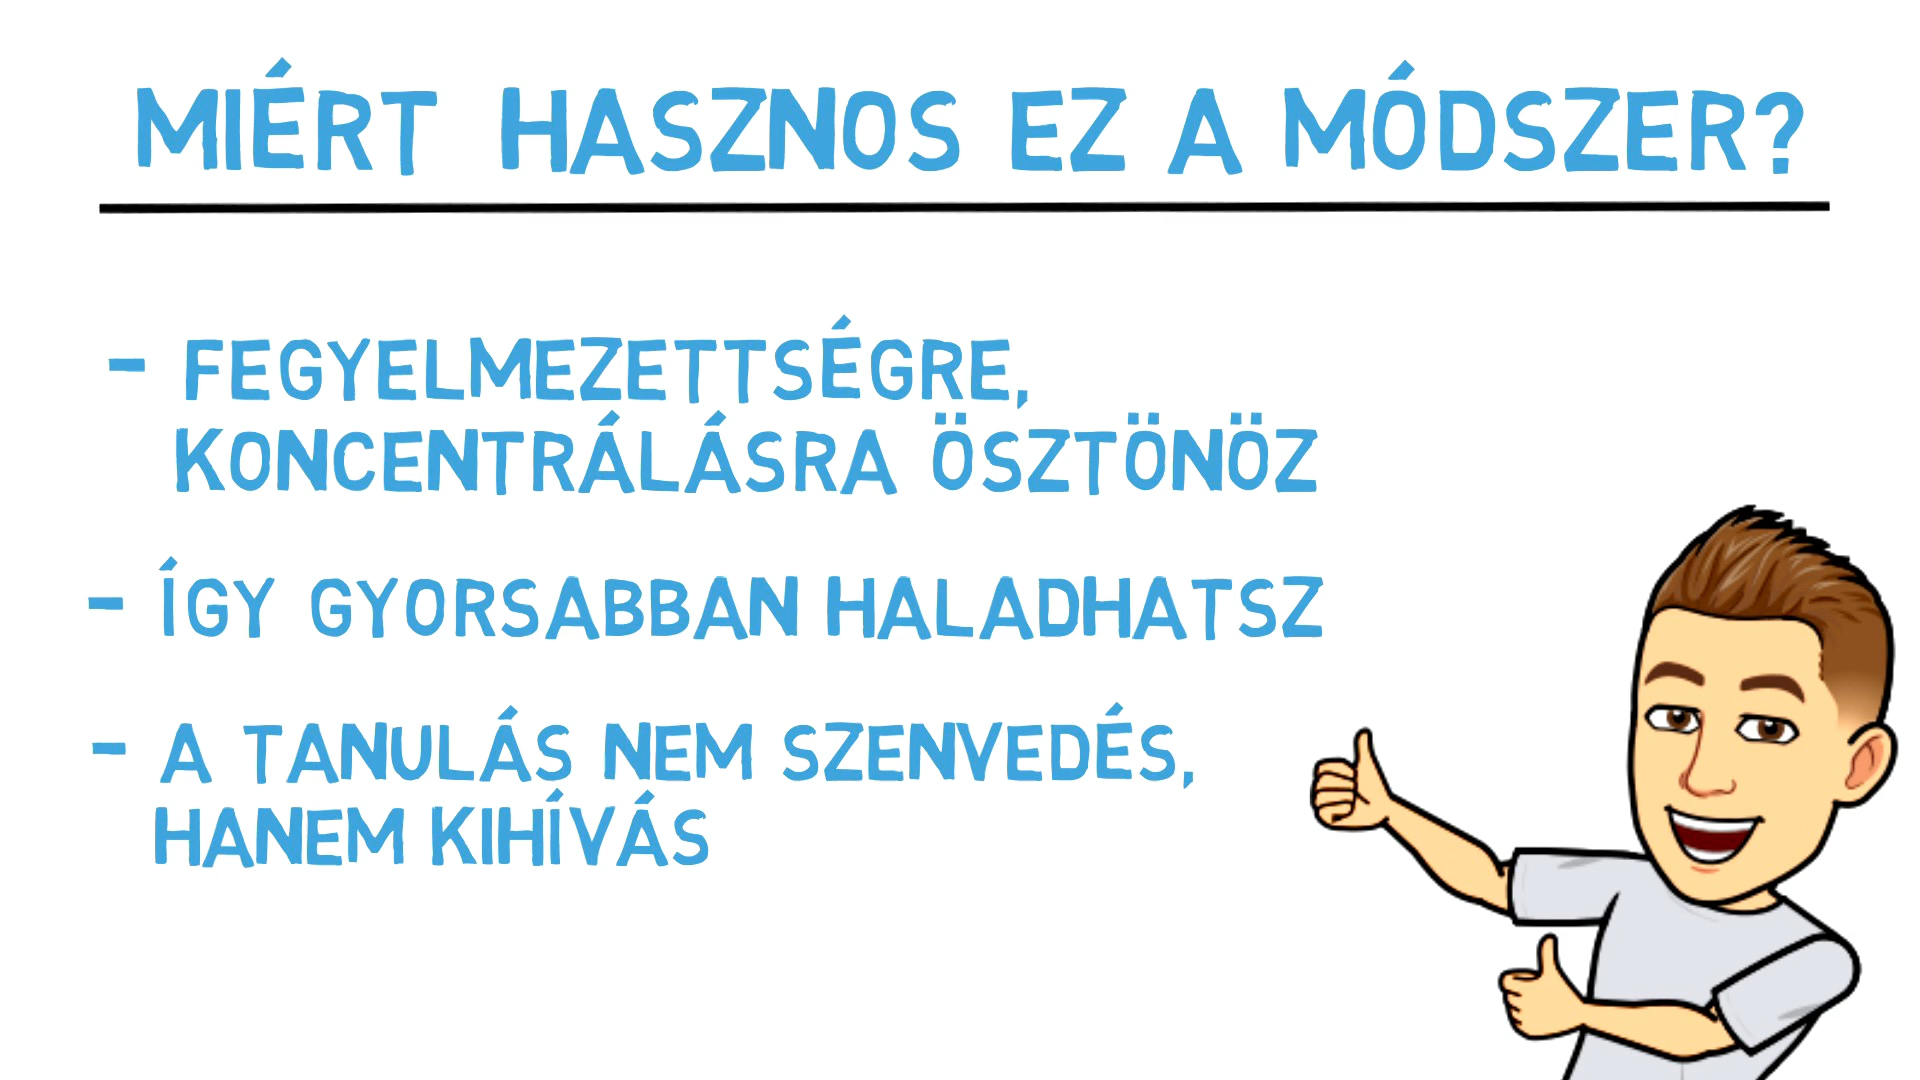 MIÉRT HASZNOS EZ A MÓDSZER?
- FEGYELMEZETTSÉGRE,
KONCENTRÁLÁSRA ÖSZTÖNÖZ
- ÍGY GYORSABBAN HALADHATSZ
- A TANULÁS NEM SZENVEDÉS,
HANEM KIHÍVÁS